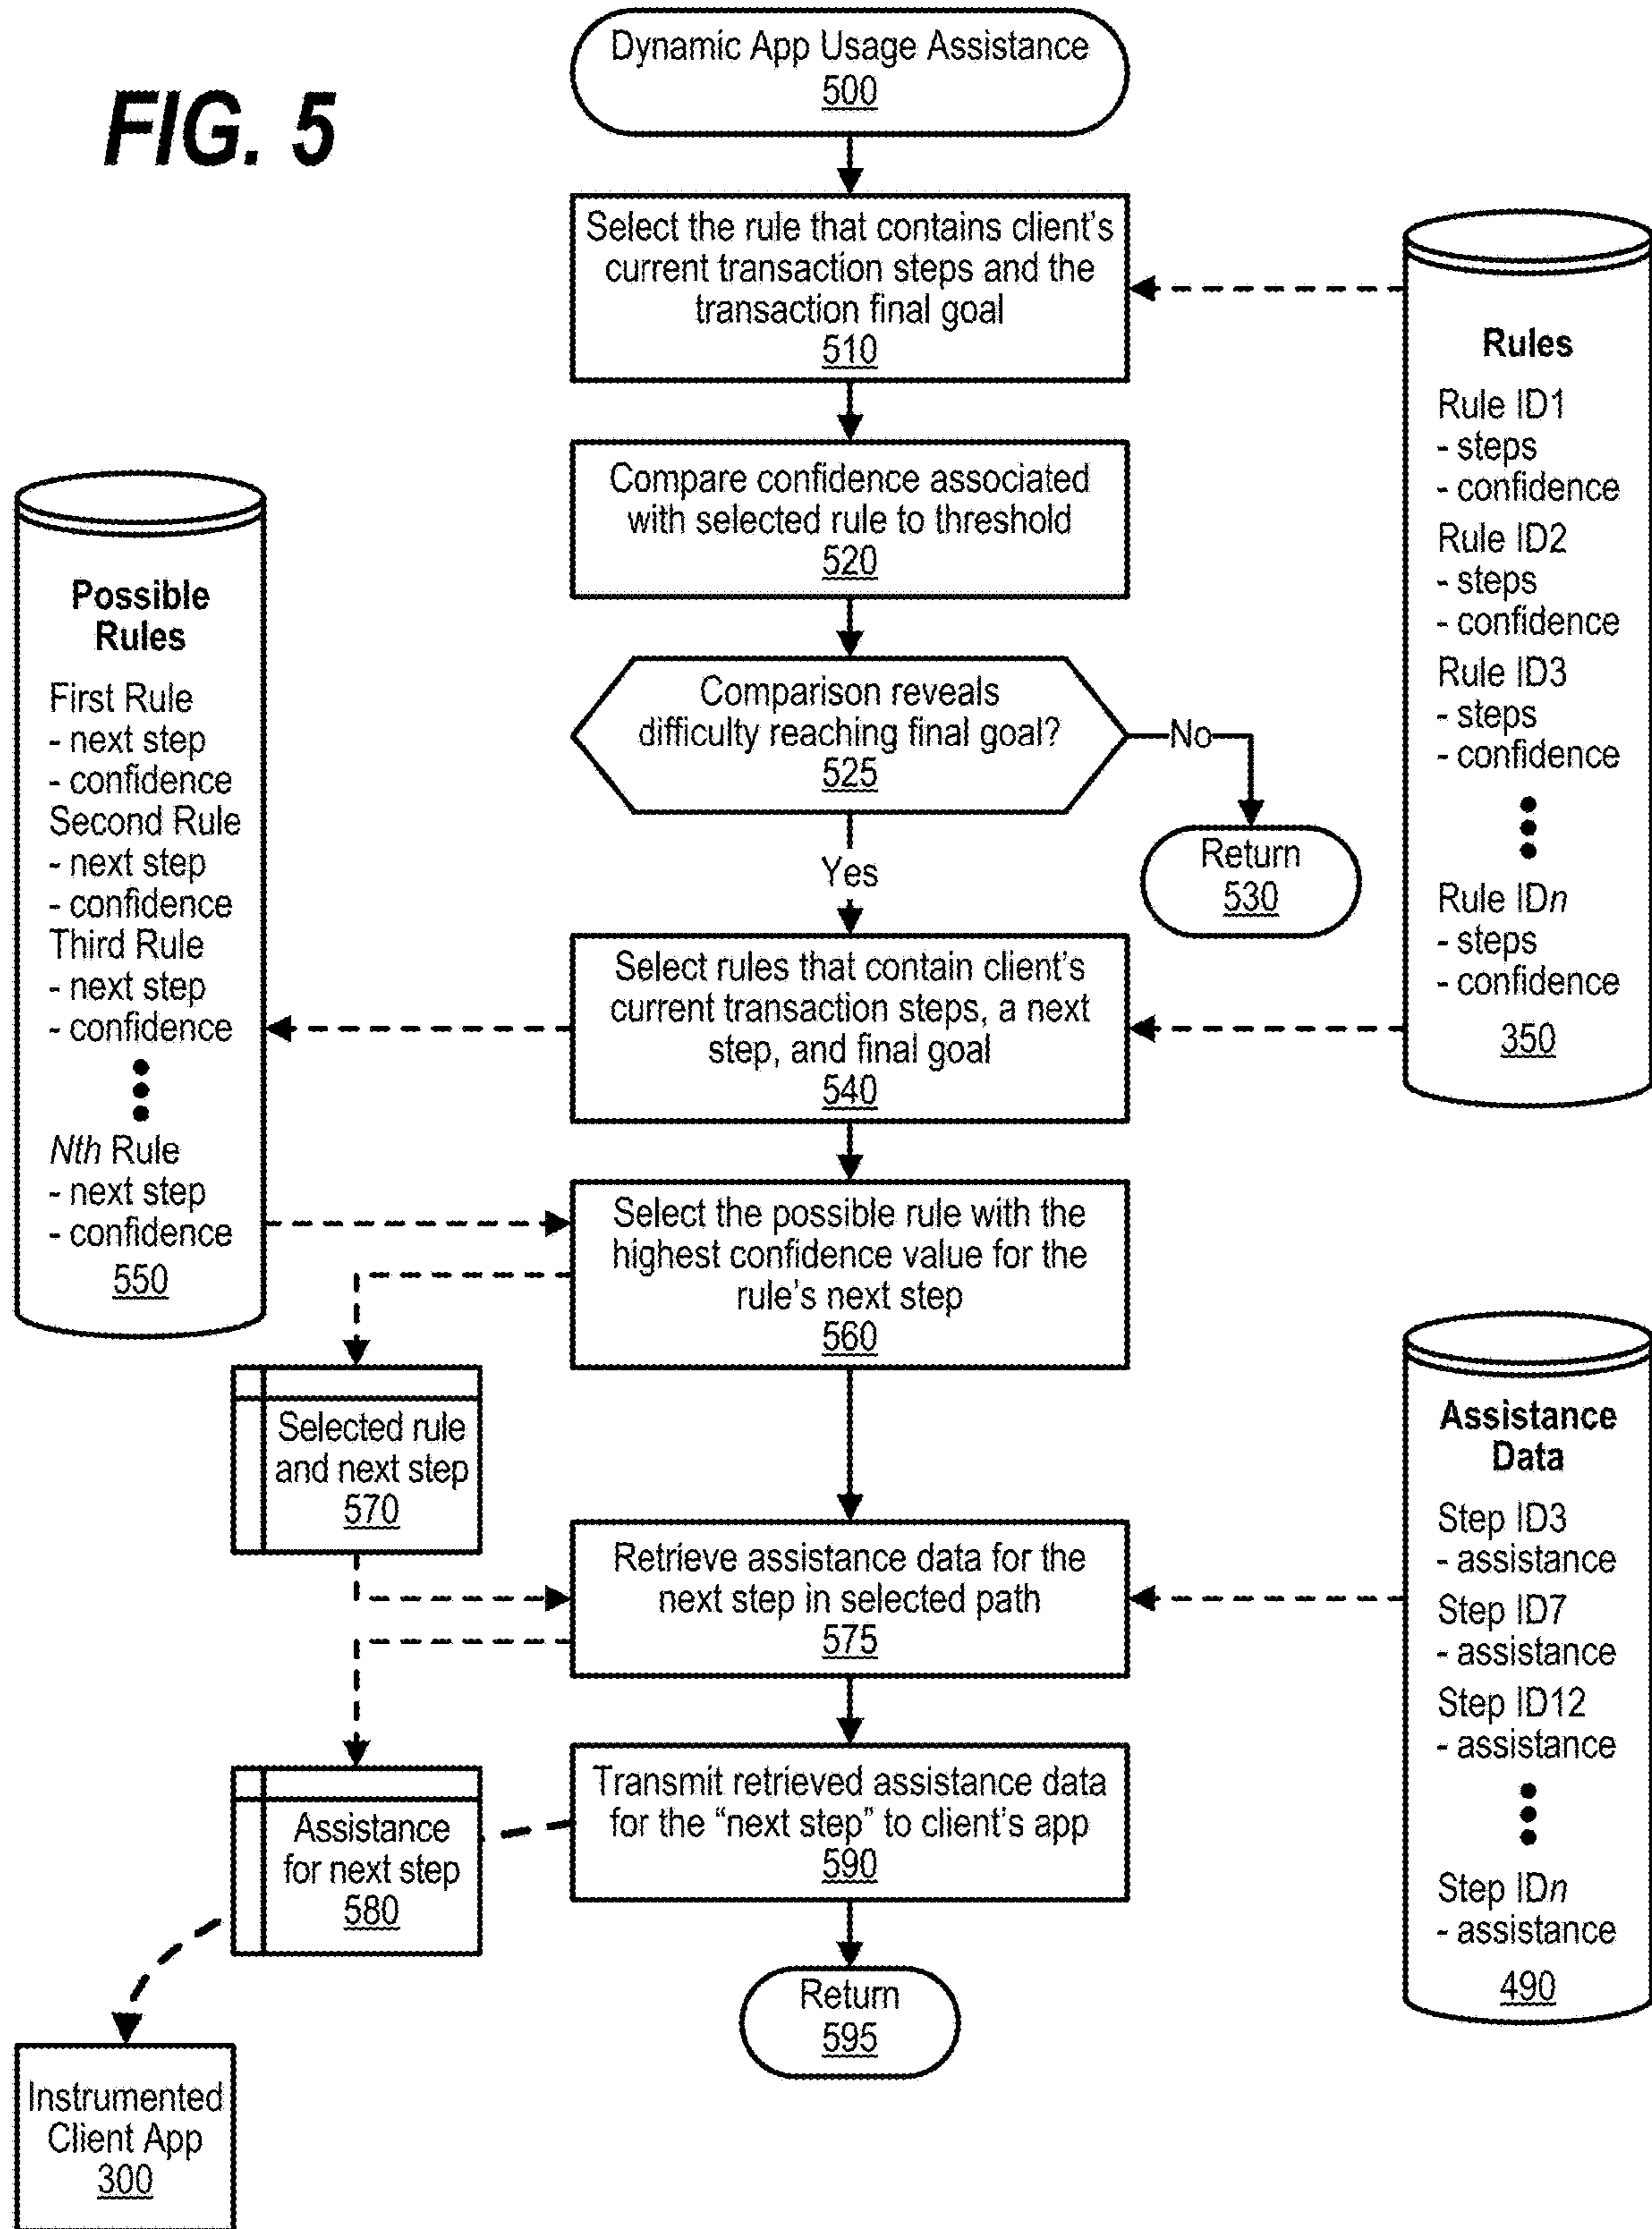 FIG. 5
Dynamic App Usage Assistance
500
Select the rule that contains client's
current transaction steps and the
transaction final goal
510
Compare confidence associated
with selected rule to threshold
520
Comparison reveals
difficulty reaching final goal?
525
No
Return
530
Yes
Select rules that contain client's
current transaction steps, a next
step, and final goal
540
Select the possible rule with the
highest confidence value for the
rule's next step
560
Retrieve assistance data for the
next step in selected path
575
Transmit retrieved assistance data
for the “next step” to client's app
590
Return
595
Rules
Rule ID1
- steps
- confidence
Rule ID2
- steps
- confidence
Rule ID3
- steps
- confidence
Rule IDn
- steps
- confidence
350
Possible
Rules
First Rule
- next step
- confidence
Second Rule
- next step
- confidence
Third Rule
- next step
- confidence
Nth Rule
- next step
- confidence
550
Selected rule
and next step
570
Assistance
for next step
580
Instrumented
Client App
300
Assistance
Data
Step ID3
- assistance
Step ID7
- assistance
Step ID12
- assistance
Step IDn
- assistance
490